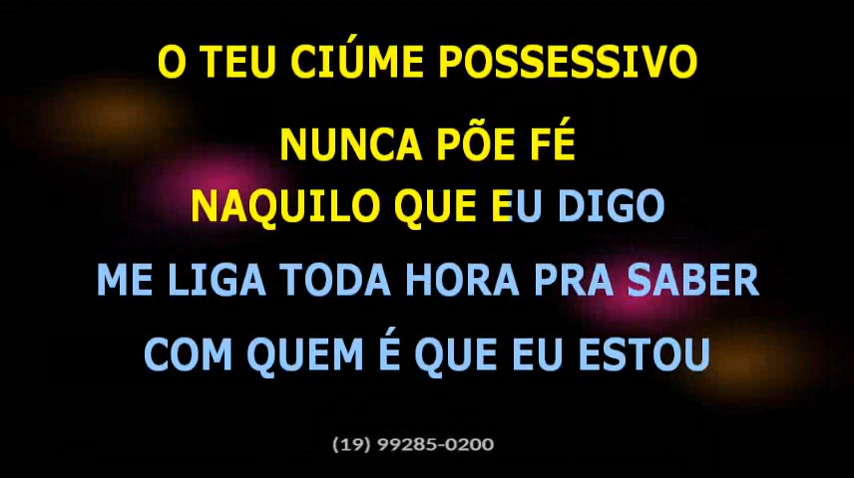 O TEU CIÚME POSSESSIVO
NUNCA PÕE FÉ
NAQUILO QUE EU DIGO
ME LIGA TODA HORA PRA SABER
COM QUEM É QUE EU ESTOU
(19) 99285-0200